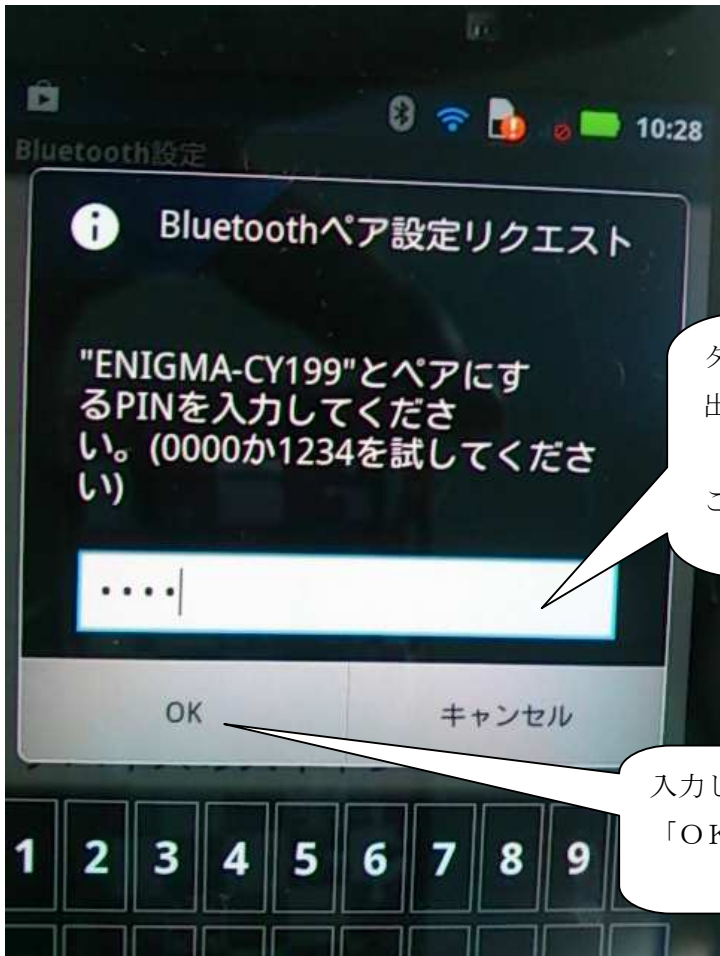 10:28
Bluetooth設定
Bluetoothペア設定リクエスト
"ENIGMA-CY199"とペアにす
るPINを入力してくださ
い。(0000か1234を試してくださ
い)
••••
OK
キャンセル
入力し
「OK
1 2 3 4 5 6 7 8 9